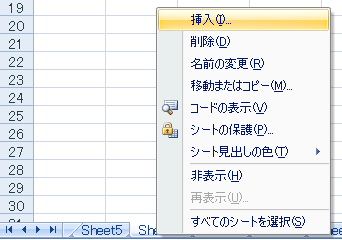 19
20
21
22
23
24
25
26
27
28
29
30
挿入(I)...
削除(D)
名前の変更(R)
移動またはコピー(M)...
コードの表示(V)
シートの保護(P)...
シート見出しの色(T)
非表示(H)
再表示(U)...
すべてのシートを選択(S)
Sheet5